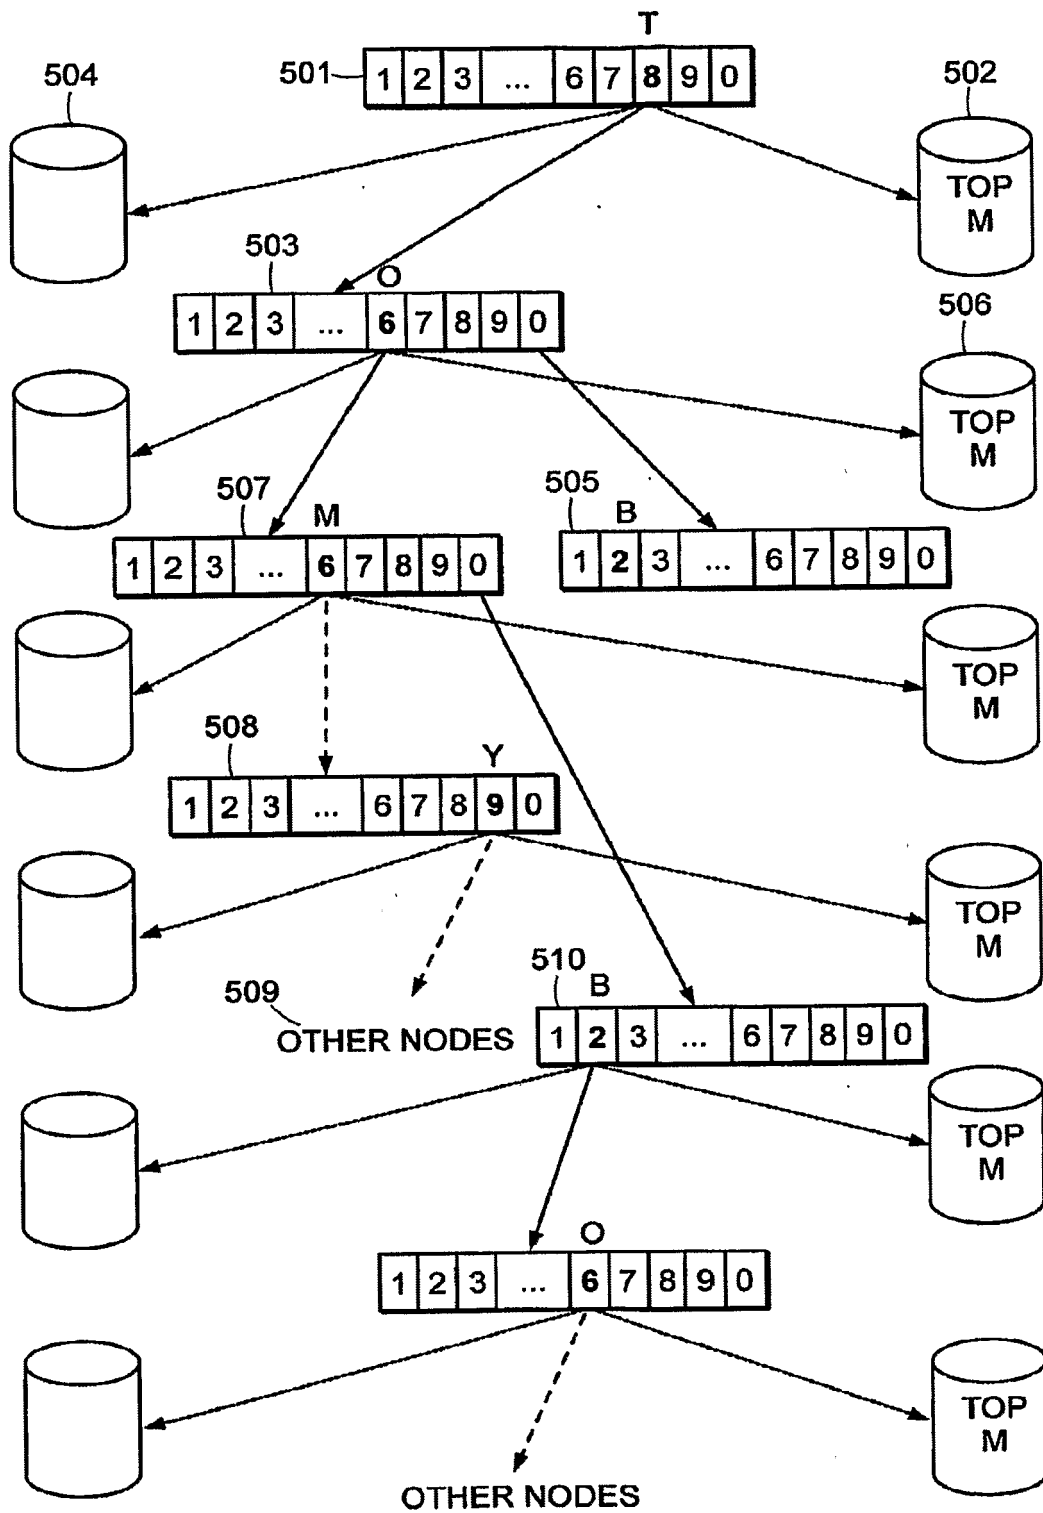 T
504
501
1 2 3 ... 6 7 8 9 0
502
TOP
M
503
O
1 2 3 ... 6 7 8 9 0
506
TOP
M
507
M
505
B
1 2 3 ... 6 7 8 9 0
1 2 3 ... 6 7 8 9 0
TOP
M
508
Y
1 2 3 ... 6 7 8 9 0
TOP
M
509
OTHER NODES
510
B
1 2 3 ... 6 7 8 9 0
TOP
M
O
1 2 3 ... 6 7 8 9 0
TOP
M
OTHER NODES